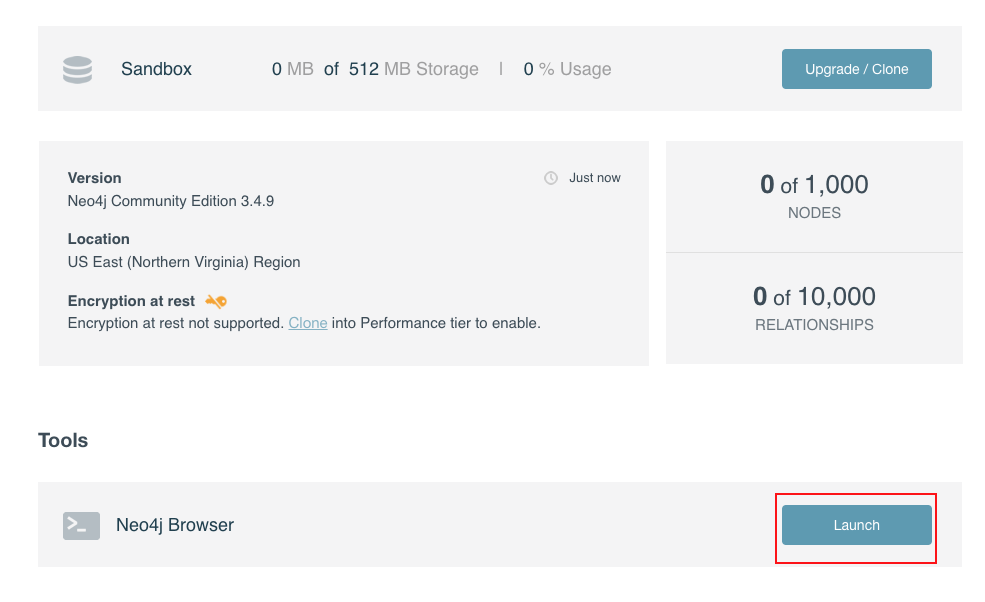 Sandbox 0 MB of 512 MB Storage | 0 % Usage Upgrade / Clone
Version Just now
Neo4j Community Edition 3.4.9
Location
US East (Northern Virginia) Region
Encryption at rest
Encryption at rest not supported. Clone into Performance tier to enable.
0 of 1,000
NODES
0 of 10,000
RELATIONSHIPS
Tools
>_ Neo4j Browser Launch